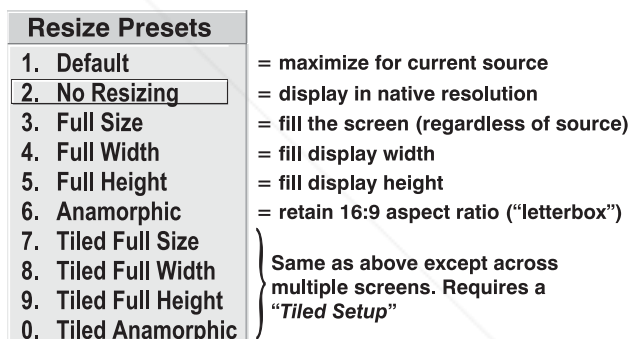 Resize Presets
1. Default = maximize for current source
2. No Resizing = display in native resolution
3. Full Size = fill the screen (regardless of source)
4. Full Width = fill display width
5. Full Height = fill display height
6. Anamorphic = retain 16:9 aspect ratio (“letterbox”)
7. Tiled Full Size
8. Tiled Full Width
9. Tiled Full Height
0. Tiled Anamorphic
Same as above except across
multiple screens. Requires a
“Tiled Setup”